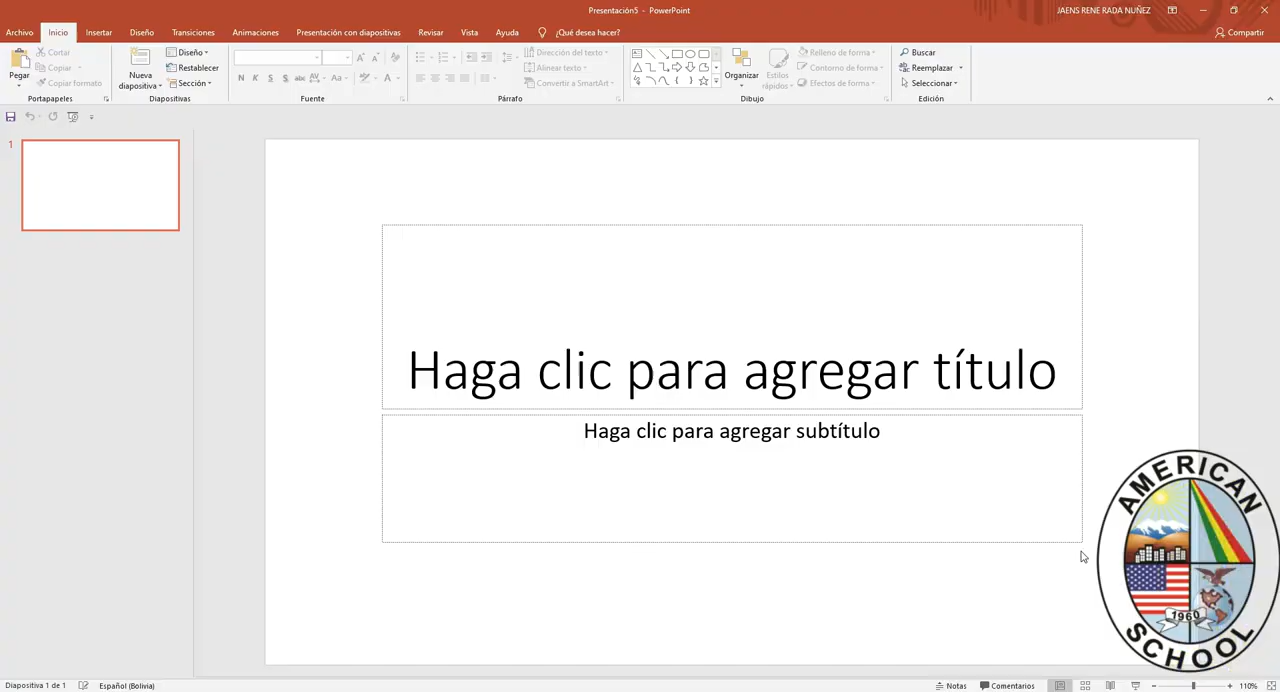 Presentación5 - PowerPoint
JAENS RENE RADA NUÑEZ
Archivo Inicio Insertar Diseño Transiciones Animaciones Presentación con diapositivas Revisar Vista Ayuda ¿Qué desea hacer? Compartir
Pegar
Cortar
Copiar
Copiar formato
Portapapeles
Nueva diapositiva
Diseño
Restablecer
Sección
Diapositivas
N K S S abc AV Aa A
Fuente
Dirección del texto
Alinear texto
Convertir a SmartArt
Párrafo
Organizar
Estilos rápidos
Relleno de forma
Contorno de forma
Efectos de forma
Dibujo
Buscar
Reemplazar
Seleccionar
Edición
1
Haga clic para agregar título
Haga clic para agregar subtítulo
AMERICAN
1960
SCHOOL
Diapositiva 1 de 1 Español (Bolivia) Notas Comentarios 110%